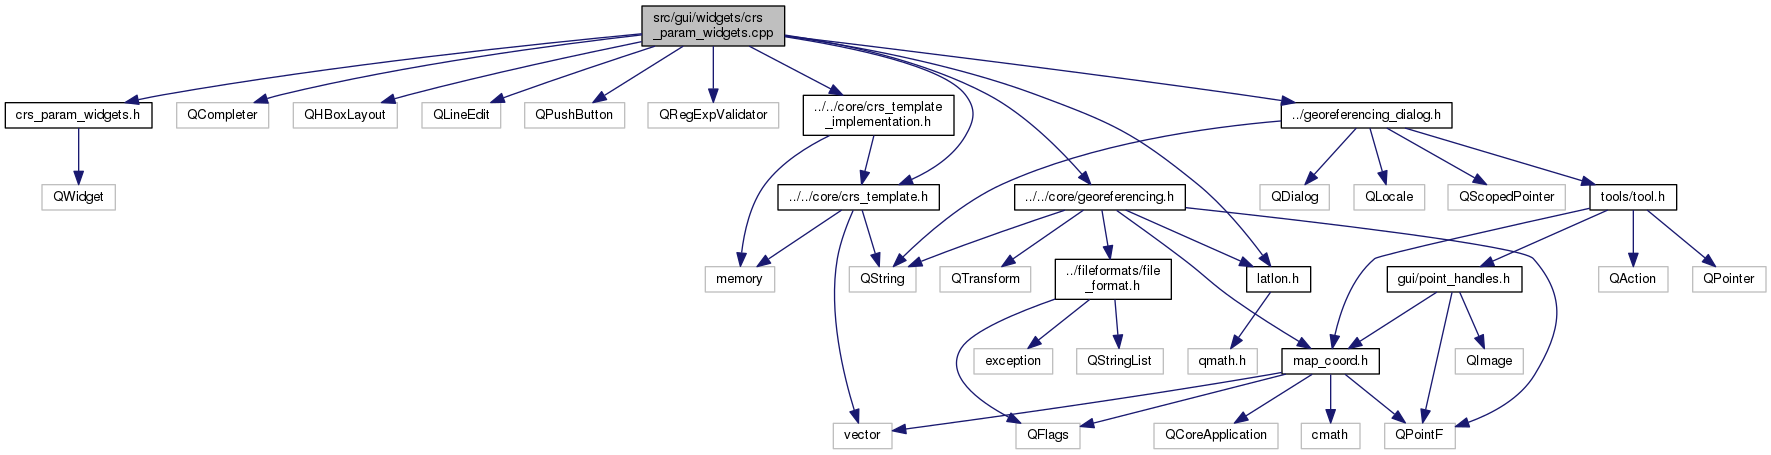 src/gui/widgets/crs
_param_widgets.cpp
crs_param_widgets.h
QCompleter
QHBoxLayout
QLineEdit
QPushButton
QRegExpValidator
../../core/crs_template
_implementation.h
../georeferencing_dialog.h
QWidget
../../core/crs_template.h
../../core/georeferencing.h
QDialog
QLocale
QScopedPointer
tools/tool.h
memory
QString
QTransform
../fileformats/file
_format.h
latlon.h
gui/point_handles.h
QAction
QPointer
exception
QStringList
qmath.h
map_coord.h
QImage
vector
QFlags
QCoreApplication
cmath
QPointF